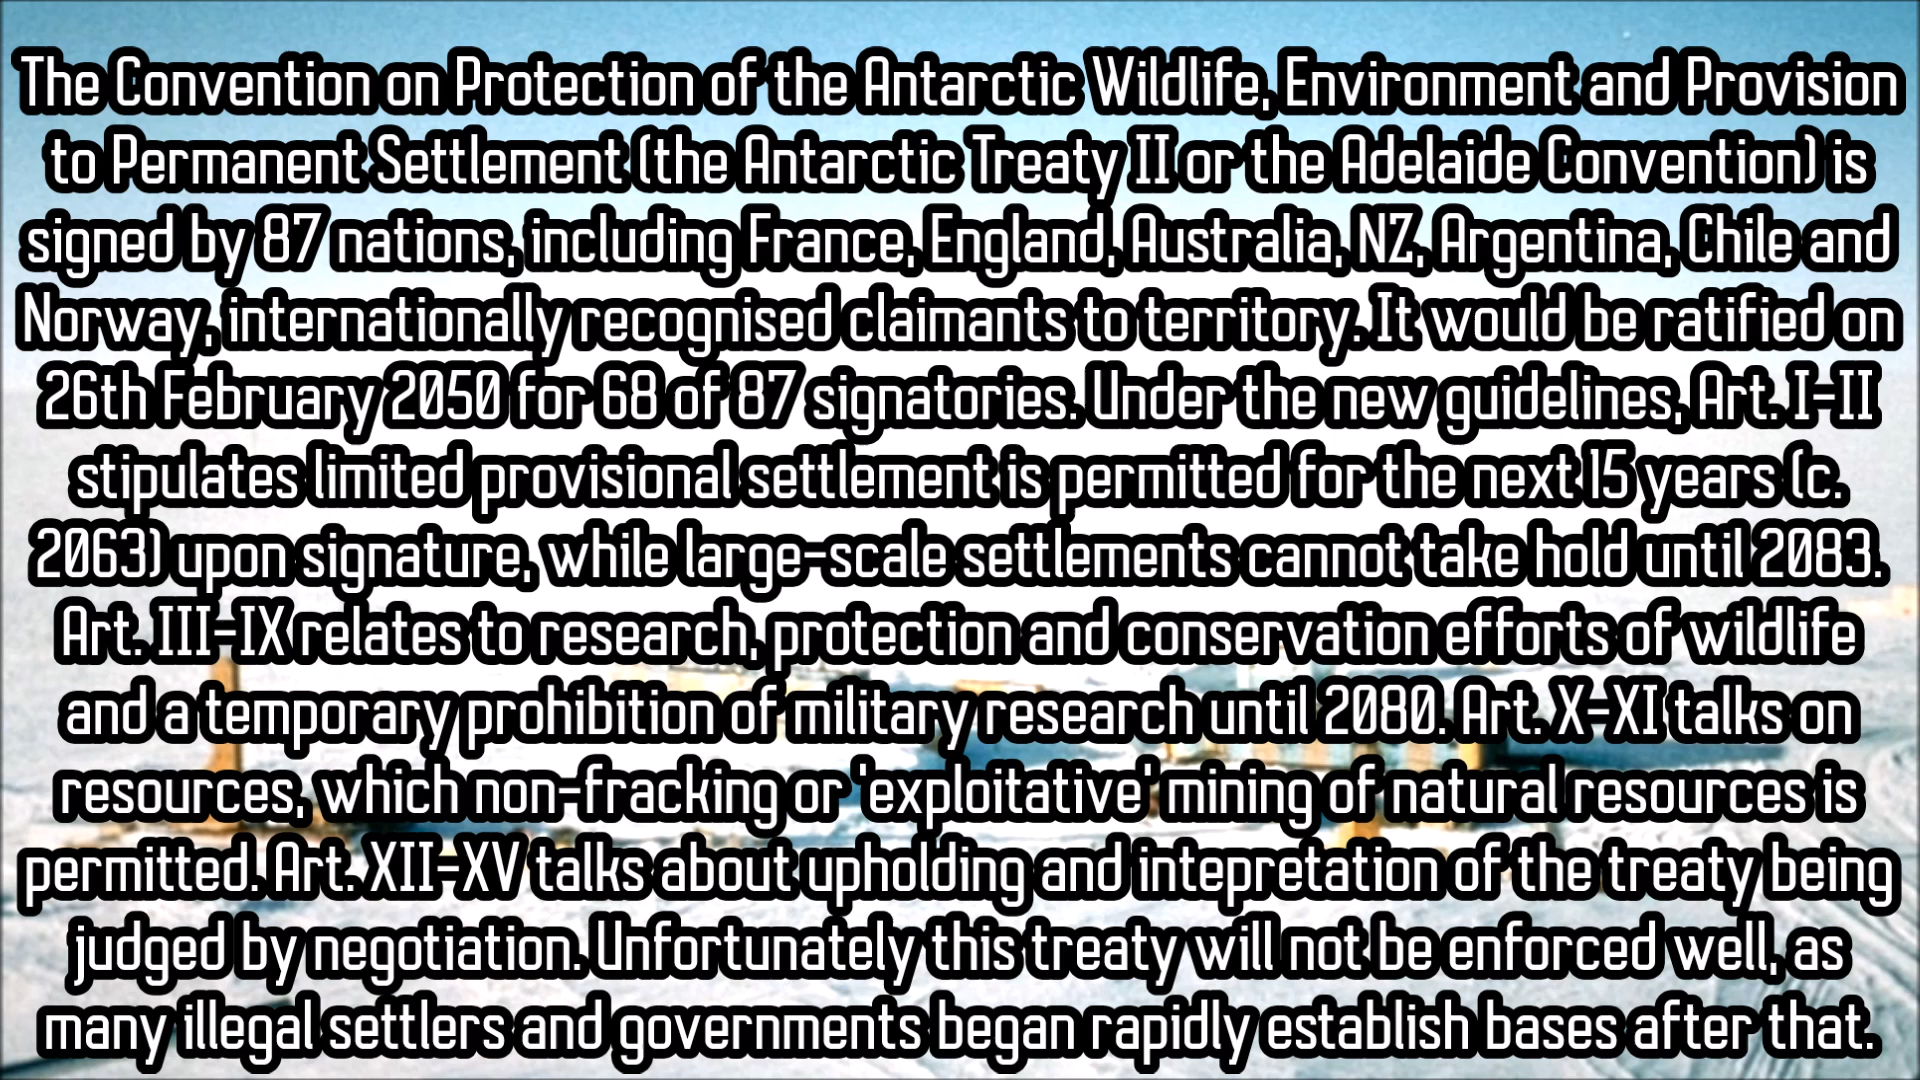 The Convention on Protection of the Antarctic Wildlife, Environment and Provision
to Permanent Settlement (the Antarctic Treaty II or the Adelaide Convention) is
signed by 87 nations, including France, England, Australia, NZ, Argentina, Chile and
Norway, internationally recognised claimants to territory. It would be ratified on
26th February 2050 for 68 of 87 signatories. Under the new guidelines, Art. I-II
stipulates limited provisional settlement is permitted for the next 15 years (c.
2063) upon signature, while large-scale settlements cannot take hold until 2083.
Art. III-IX relates to research, protection and conservation efforts of wildlife
and a temporary prohibition of military research until 2080. Art. X-XI talks on
resources, which non-fracking or 'exploitative' mining of natural resources is
permitted. Art. XII-XV talks about upholding and intepretation of the treaty being
judged by negotiation. Unfortunately this treaty will not be enforced well, as
many illegal settlers and governments began rapidly establish bases after that.